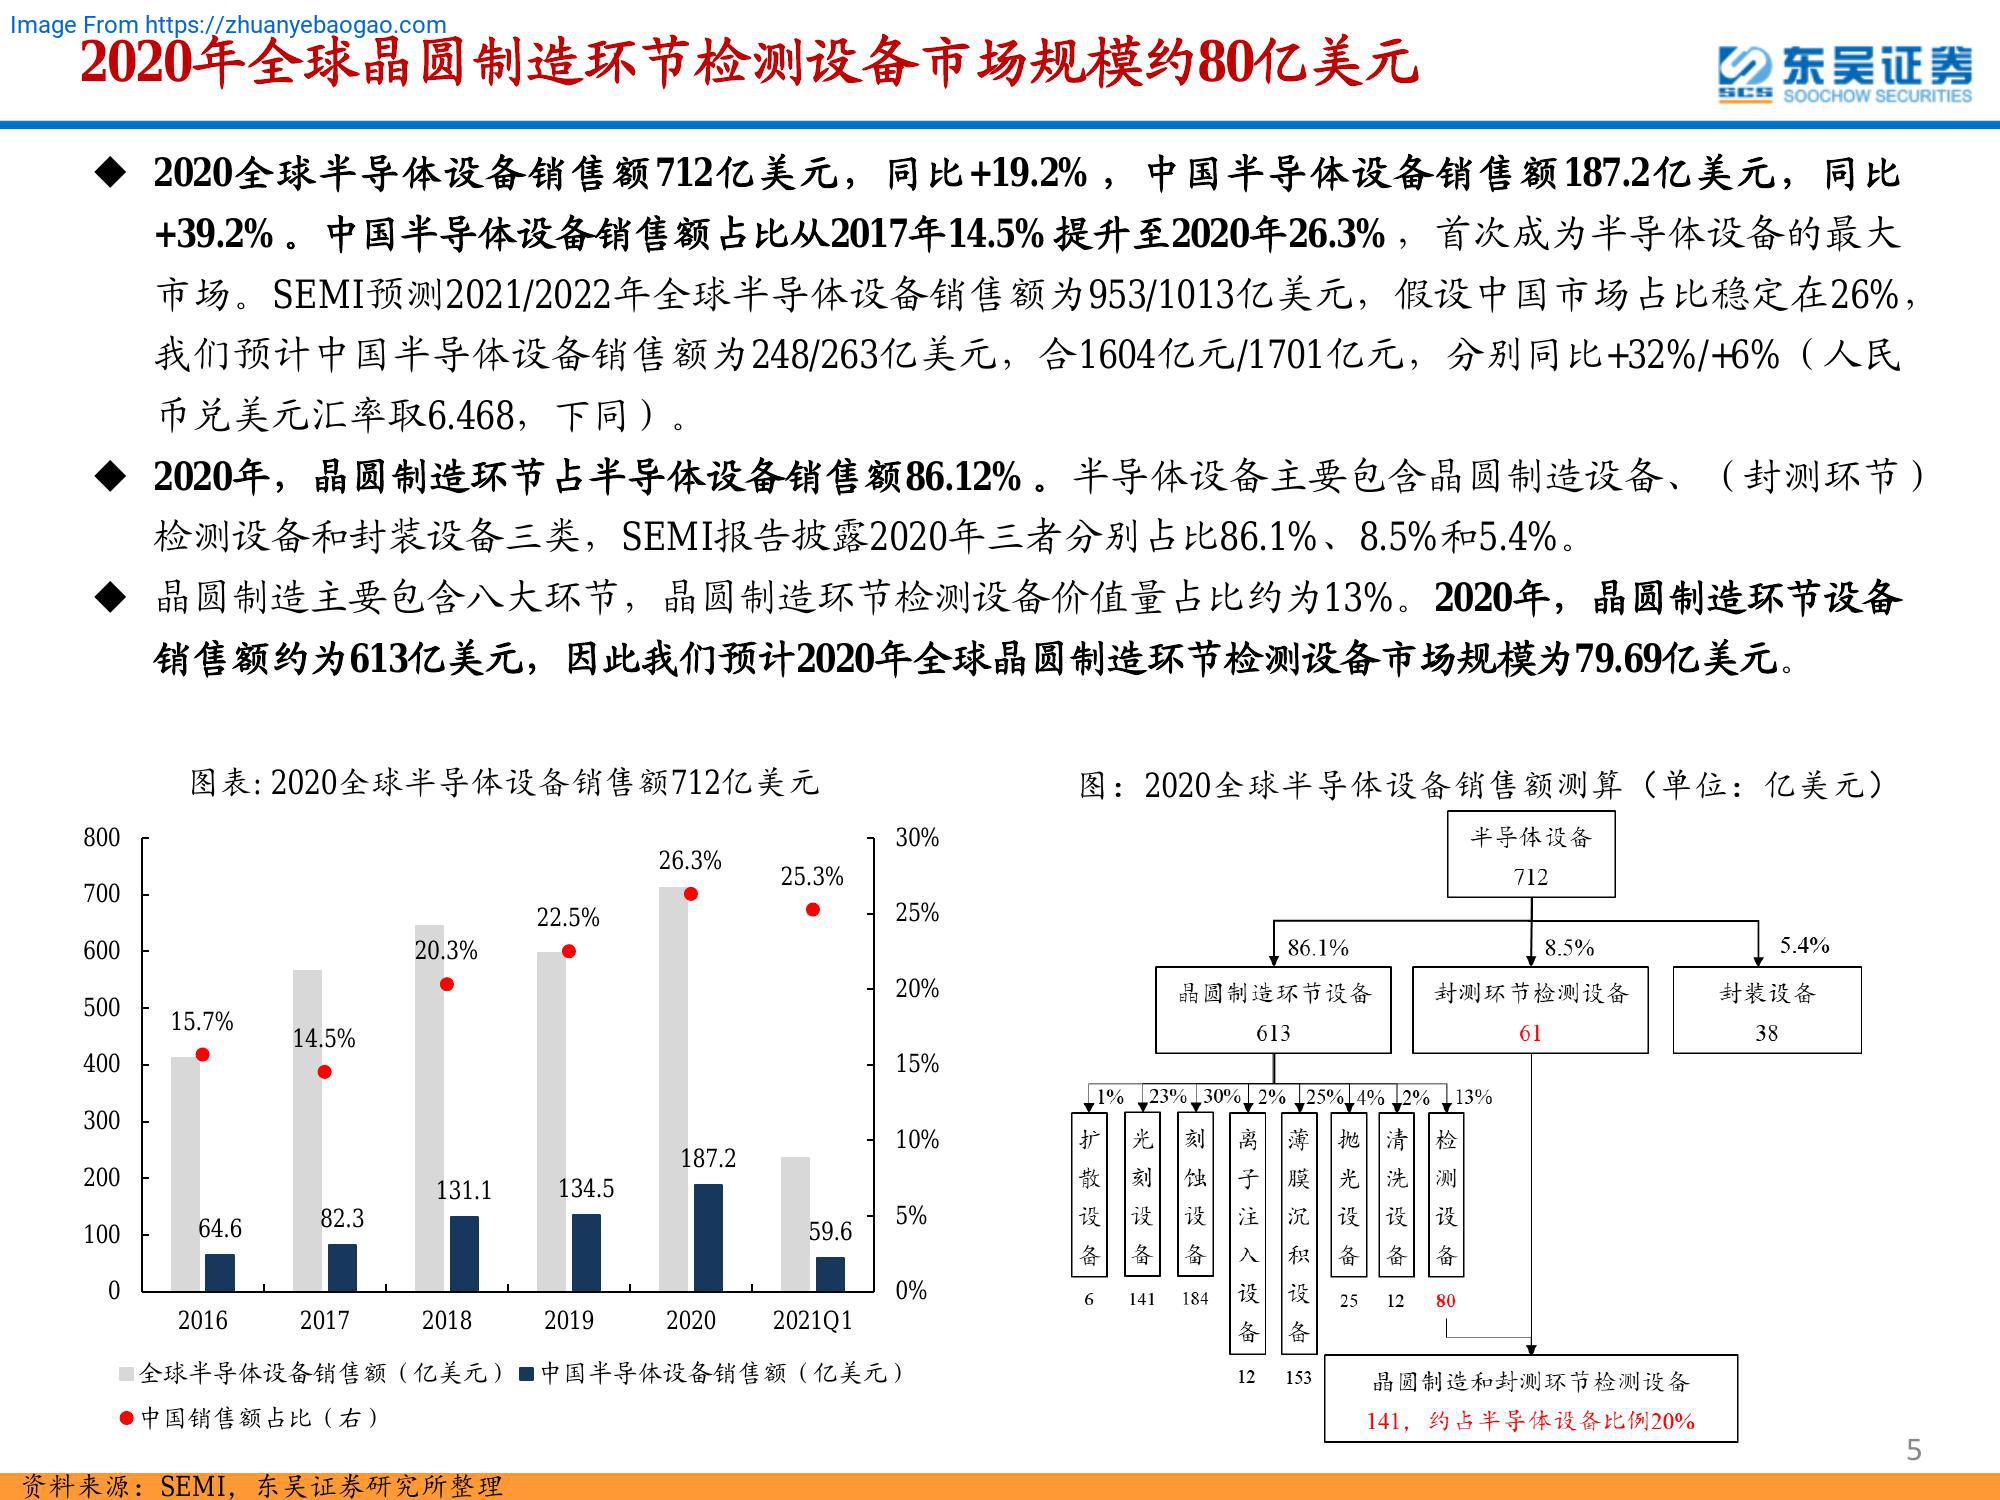 Image From https://zhuanyebaogao.com
2020年全球晶圆制造环节检测设备市场规模约80亿美元
东吴证券
SCS SOOCHOW SECURITIES
◆ 2020全球半导体设备销售额712亿美元，同比+19.2%，中国半导体设备销售额187.2亿美元，同比
+39.2%。中国半导体设备销售额占比从2017年14.5%提升至2020年26.3%，首次成为半导体设备的最大
市场。SEMI预测2021/2022年全球半导体设备销售额为953/1013亿美元，假设中国市场占比稳定在26%，
我们预计中国半导体设备销售额为248/263亿美元，合1604亿元/1701亿元，分别同比+32%/+6%（人民
币兑美元汇率取6.468，下同）。
◆ 2020年，晶圆制造环节占半导体设备销售额86.12%。半导体设备主要包含晶圆制造设备、（封测环节）
检测设备和封装设备三类，SEMI报告披露2020年三者分别占比86.1%、8.5%和5.4%。
◆ 晶圆制造主要包含八大环节，晶圆制造环节检测设备价值量占比约为13%。2020年，晶圆制造环节设备
销售额约为613亿美元，因此我们预计2020年全球晶圆制造环节检测设备市场规模为79.69亿美元。
图表: 2020全球半导体设备销售额712亿美元
800
700
600
500
400
300
200
100
0
30%
25%
20%
15%
10%
5%
0%
15.7%
14.5%
20.3%
22.5%
26.3%
25.3%
64.6
82.3
131.1
134.5
187.2
59.6
2016 2017 2018 2019 2020 2021Q1
全球半导体设备销售额（亿美元） 中国半导体设备销售额（亿美元）
中国销售额占比（右）
图：2020全球半导体设备销售额测算（单位：亿美元）
半导体设备
712
86.1% 8.5% 5.4%
晶圆制造环节设备
613
封测环节检测设备
61
封装设备
38
1% 23% 30% 2% 25% 4% 2% 13%
扩散设备
光刻设备
刻蚀设备
离子注入设备
薄膜沉积设备
抛光设备
清洗设备
检测设备
6 141 184 12 153 25 12 80
晶圆制造和封测环节检测设备
141，约占半导体设备比例20%
5
资料来源：SEMI，东吴证券研究所整理